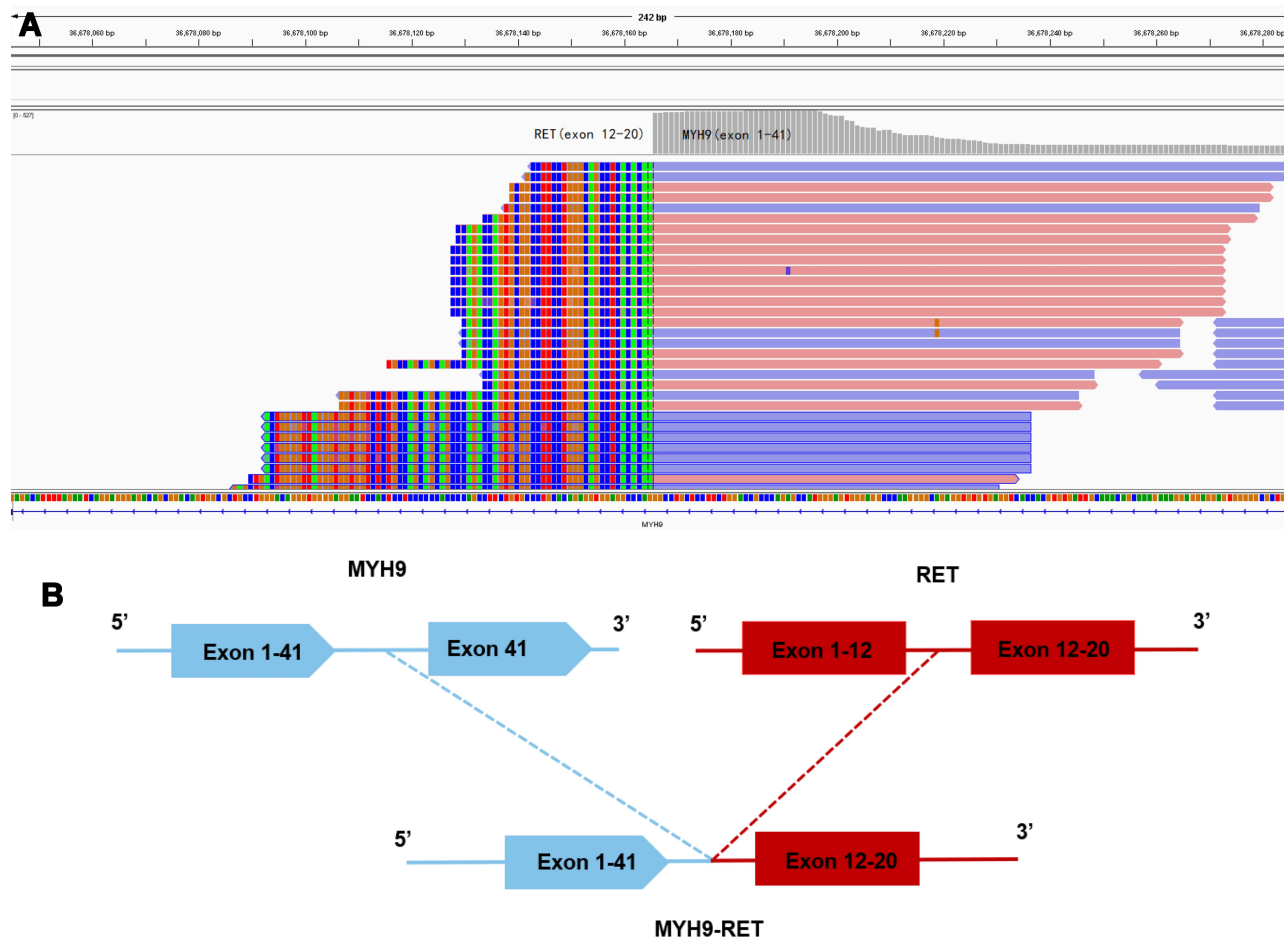 A
242 bp
36,678,060 bp 36,678,080 bp 36,678,100 bp 36,678,120 bp 36,678,140 bp 36,678,160 bp 36,678,180 bp 36,678,200 bp 36,678,220 bp 36,678,240 bp 36,678,260 bp 36,678,280 bp
[0 - 527]
RET(exon 12-20) MYH9(exon 1-41)
MYH9
B
MYH9 RET
5' 3' 5' 3'
Exon 1-41 Exon 41 Exon 1-12 Exon 12-20
5' 3'
Exon 1-41 Exon 12-20
MYH9-RET